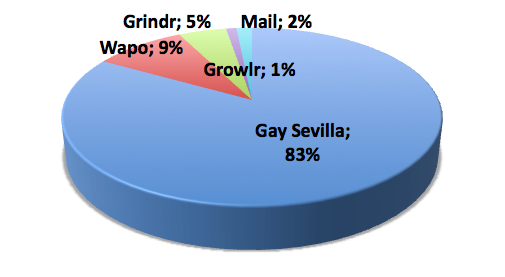 Grindr; 5%
Mail; 2%
Wapo; 9%
Growlr; 1%
Gay Sevilla;
83%